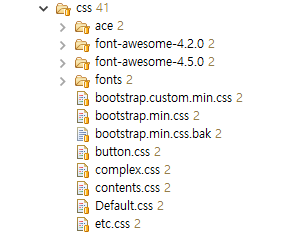 css 41
ace 2
font-awesome-4.2.0 2
font-awesome-4.5.0 2
fonts 2
bootstrap.custom.min.css 2
bootstrap.min.css 2
bootstrap.min.css.bak 2
button.css 2
complex.css 2
contents.css 2
Default.css 2
etc.css 2